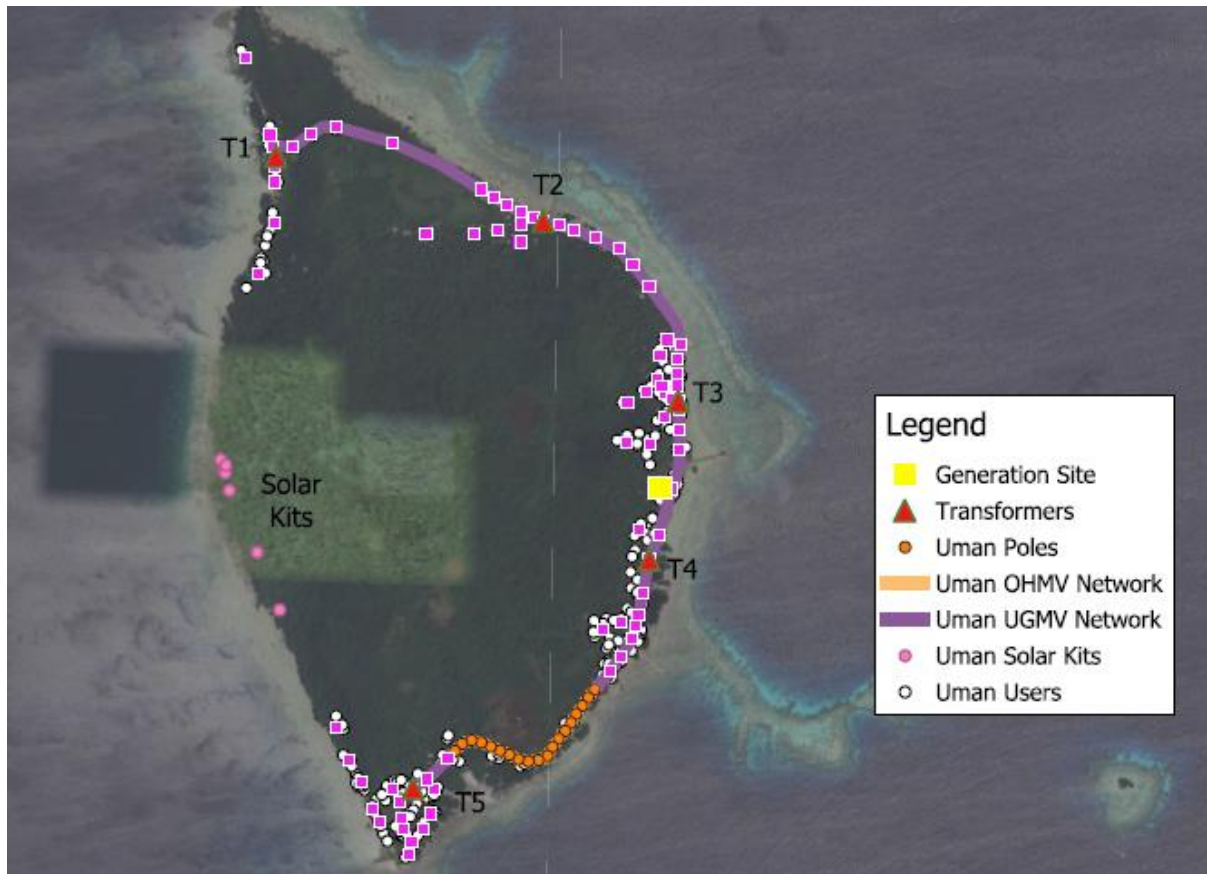 T1
T2
T3
Solar
Kits
T4
T5
Legend
Generation Site
Transformers
Uman Poles
Uman OHMV Network
Uman UGMV Network
Uman Solar Kits
Uman Users